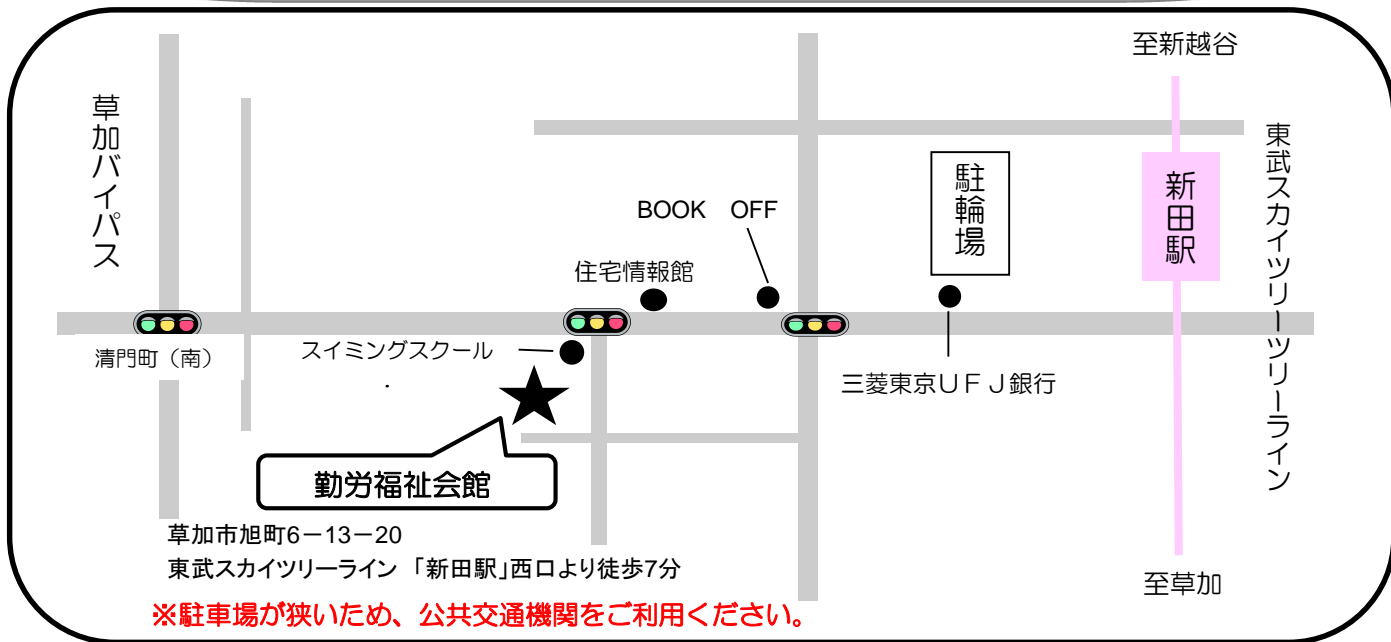 至新越谷
草加バイパス
東武スカイツリーツリーライン
駐輪場
新田駅
BOOK OFF
住宅情報館
清門町（南）
スイミングスクール
三菱東京ＵＦＪ銀行
勤労福祉会館
草加市旭町6－13－20
東武スカイツリーライン 「新田駅」西口より徒歩7分
至草加
※駐車場が狭いため、公共交通機関をご利用ください。